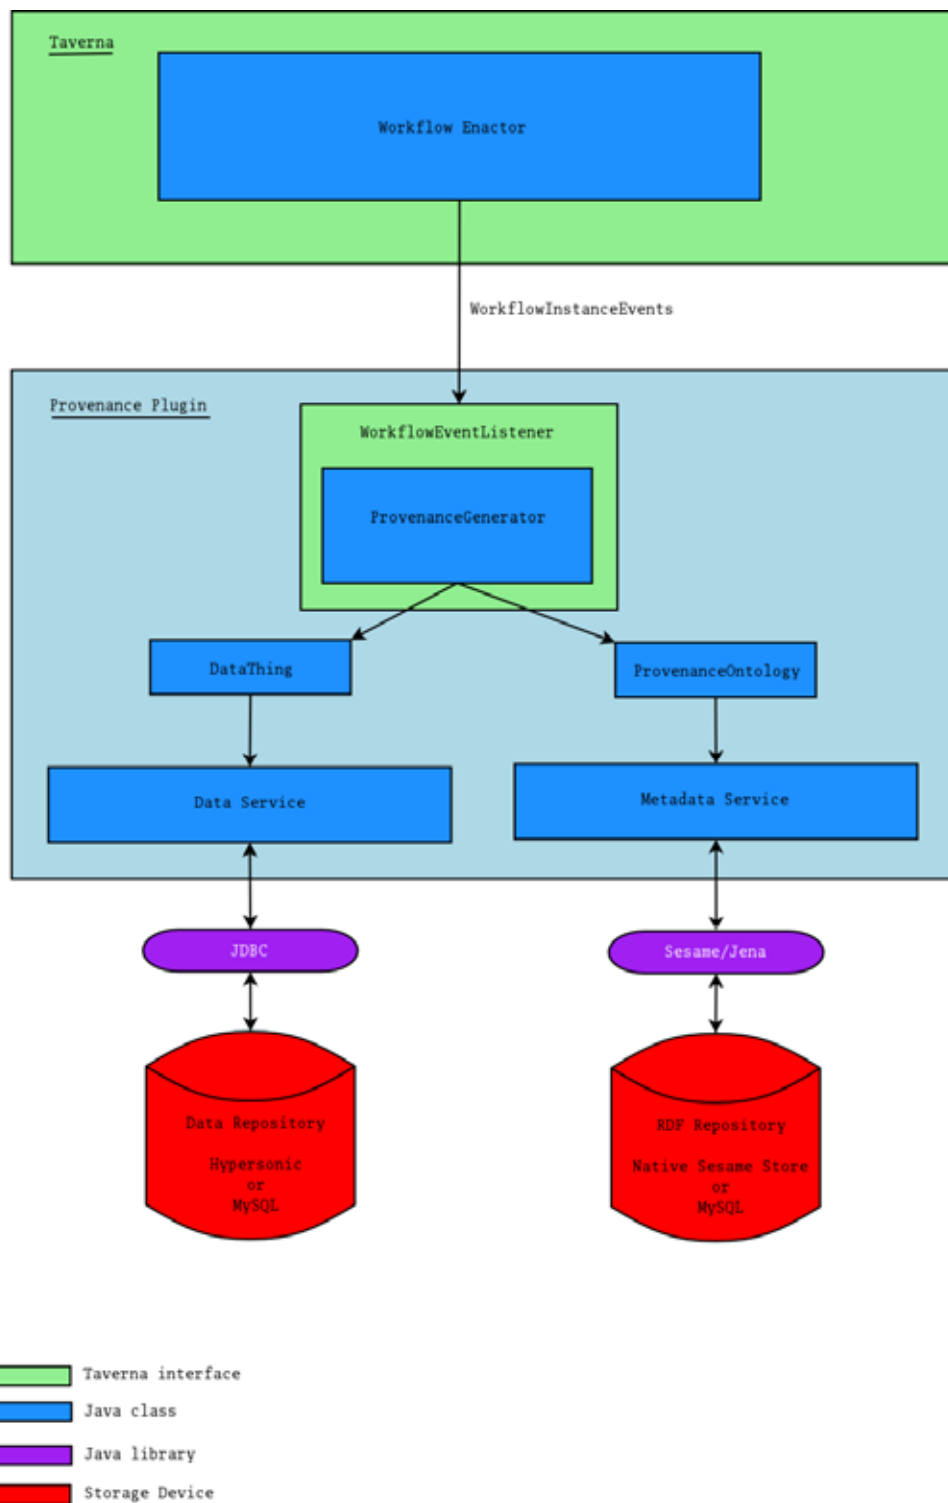 Taverna
Workflow Enactor
WorkflowInstanceEvents
Provenance Plugin
WorkflowEventListener
ProvenanceGenerator
DataThing
ProvenanceOntology
Data Service
Metadata Service
JDBC
Sesame/Jena
Data Repository
Hypersonic
or
MySQL
RDF Repository
Native Sesame Store
or
MySQL
Taverna interface
Java class
Java library
Storage Device